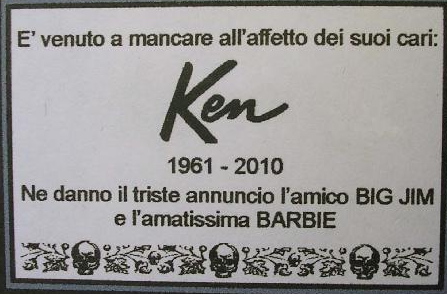 E' venuto a mancare all'affetto dei suoi cari:
Ken
1961 - 2010
Ne danno il triste annuncio l'amico BIG JIM
e l'amatissima BARBIE